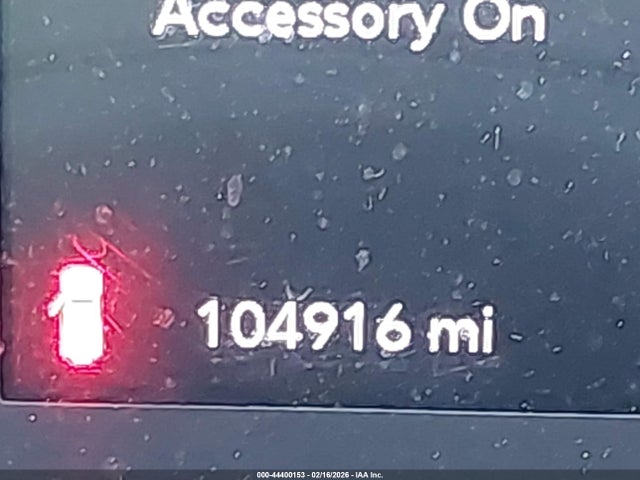 Accessory On
104916 mi
000-44400153 - 02/16/2026 - IAA Inc.